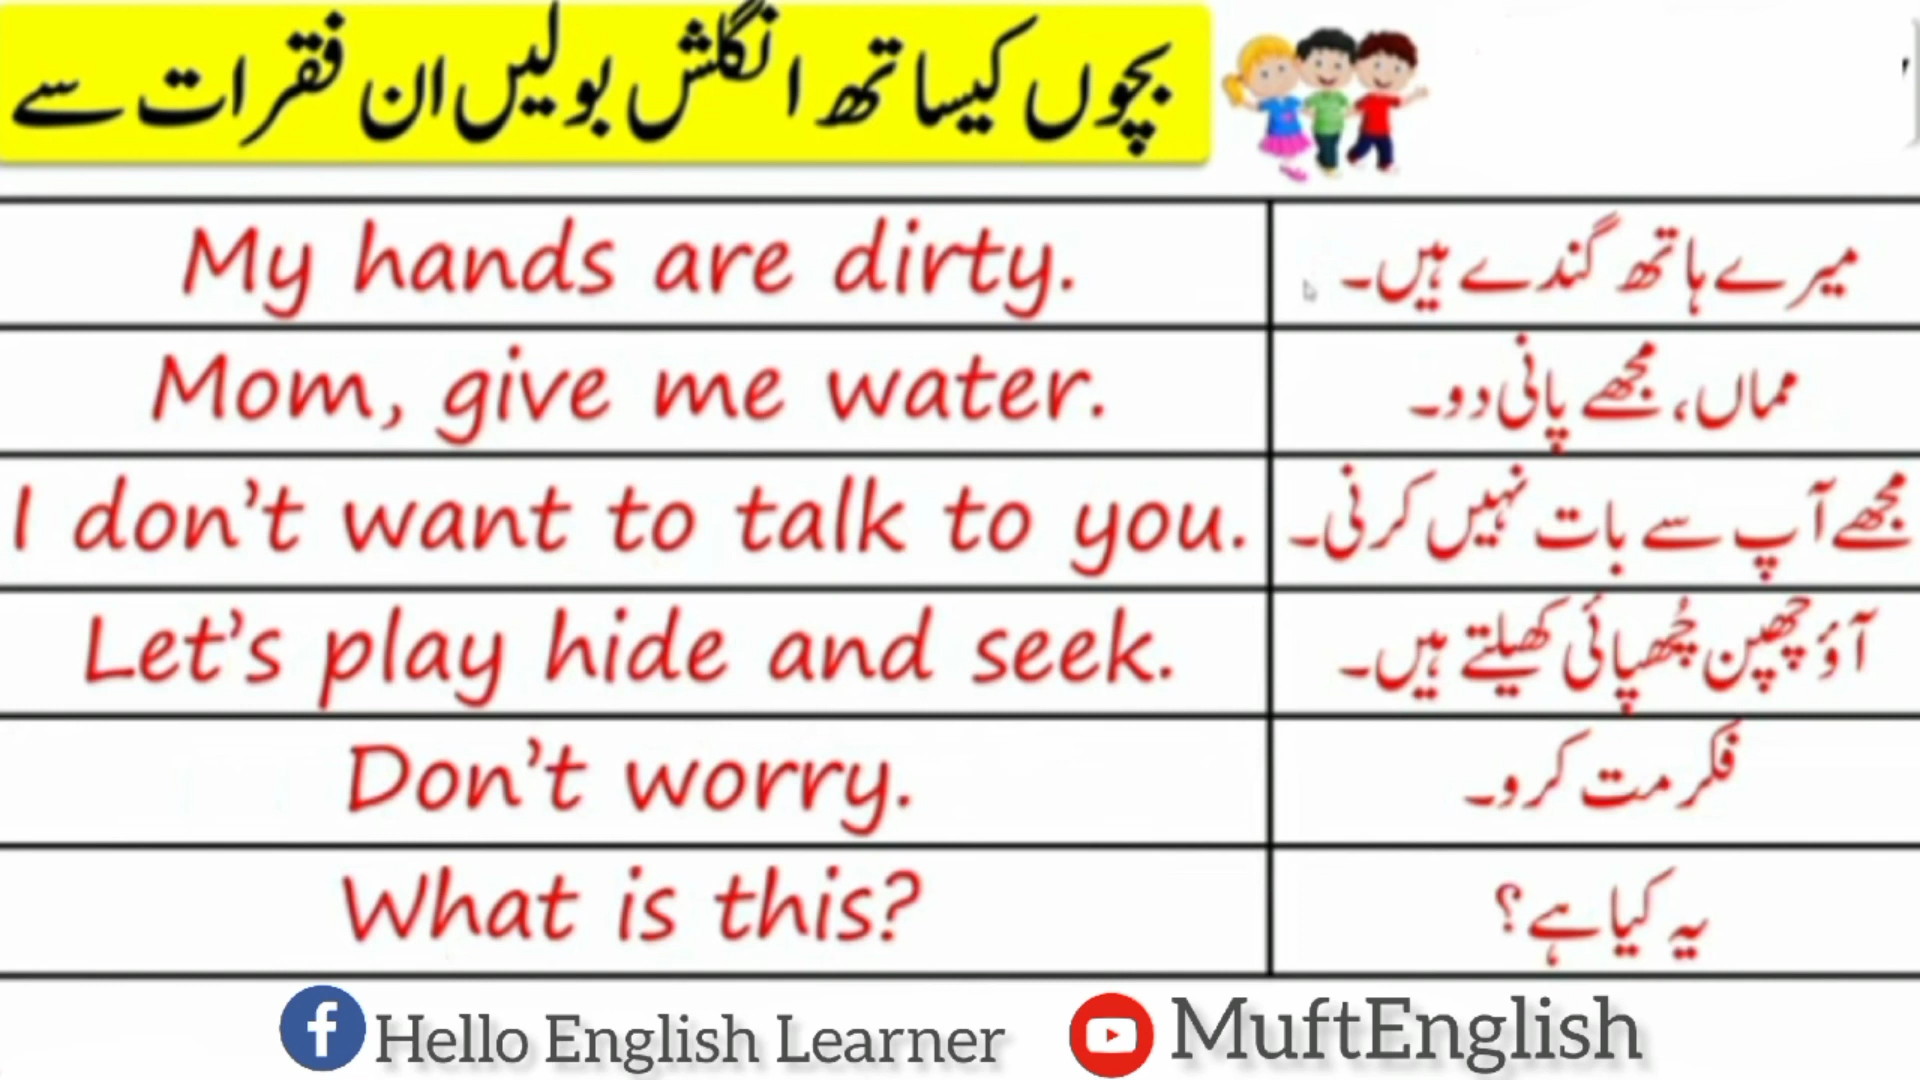 بچوں کیساتھ انگلش بولیں ان فقرات سے
My hands are dirty.
میرے ہاتھ گندے ہیں۔
Mom, give me water.
مماں، مجھے پانی دو۔
I don't want to talk to you.
مجھے آپ سے بات نہیں کرنی۔
Let's play hide and seek.
آؤ چھپن چُھپائی کھیلتے ہیں۔
Don't worry.
فکر مت کرو۔
What is this?
یہ کیا ہے؟
Hello English Learner
MuftEnglish